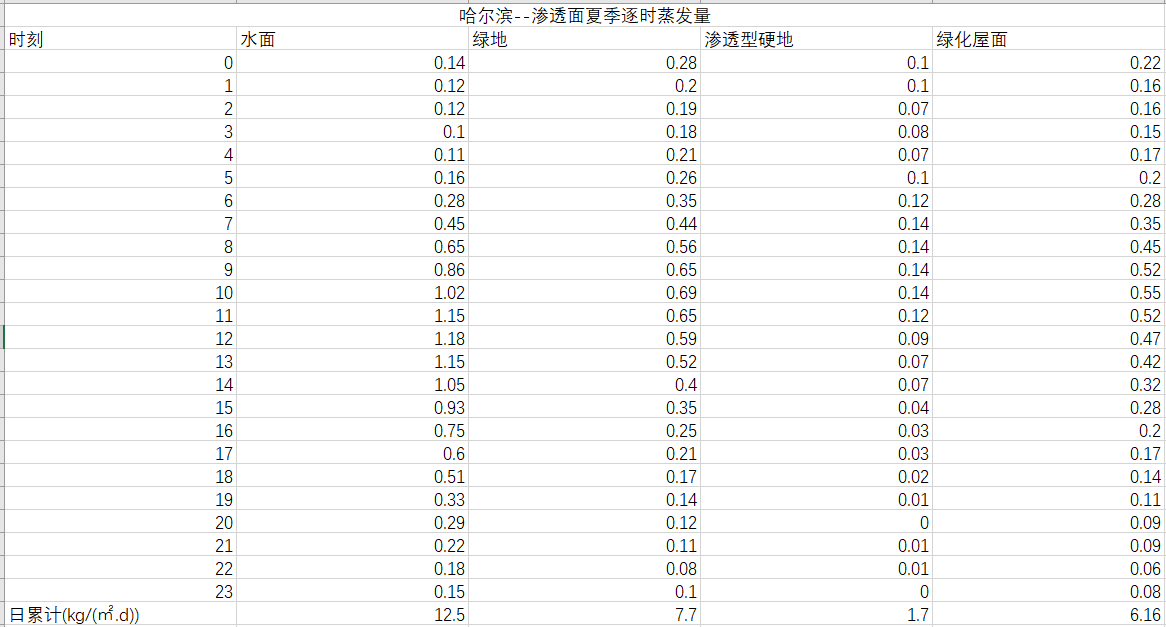 哈尔滨--渗透面夏季逐时蒸发量
时刻 水面 绿地 渗透型硬地 绿化屋面
0 0.14 0.28 0.1 0.22
1 0.12 0.2 0.1 0.16
2 0.12 0.19 0.07 0.16
3 0.1 0.18 0.08 0.15
4 0.11 0.21 0.07 0.17
5 0.16 0.26 0.1 0.2
6 0.28 0.35 0.12 0.28
7 0.45 0.44 0.14 0.35
8 0.65 0.56 0.14 0.45
9 0.86 0.65 0.14 0.52
10 1.02 0.69 0.14 0.55
11 1.15 0.65 0.12 0.52
12 1.18 0.59 0.09 0.47
13 1.15 0.52 0.07 0.42
14 1.05 0.4 0.07 0.32
15 0.93 0.35 0.04 0.28
16 0.75 0.25 0.03 0.2
17 0.6 0.21 0.03 0.17
18 0.51 0.17 0.02 0.14
19 0.33 0.14 0.01 0.11
20 0.29 0.12 0 0.09
21 0.22 0.11 0.01 0.09
22 0.18 0.08 0.01 0.06
23 0.15 0.1 0 0.08
日累计(kg/(㎡.d)) 12.5 7.7 1.7 6.16